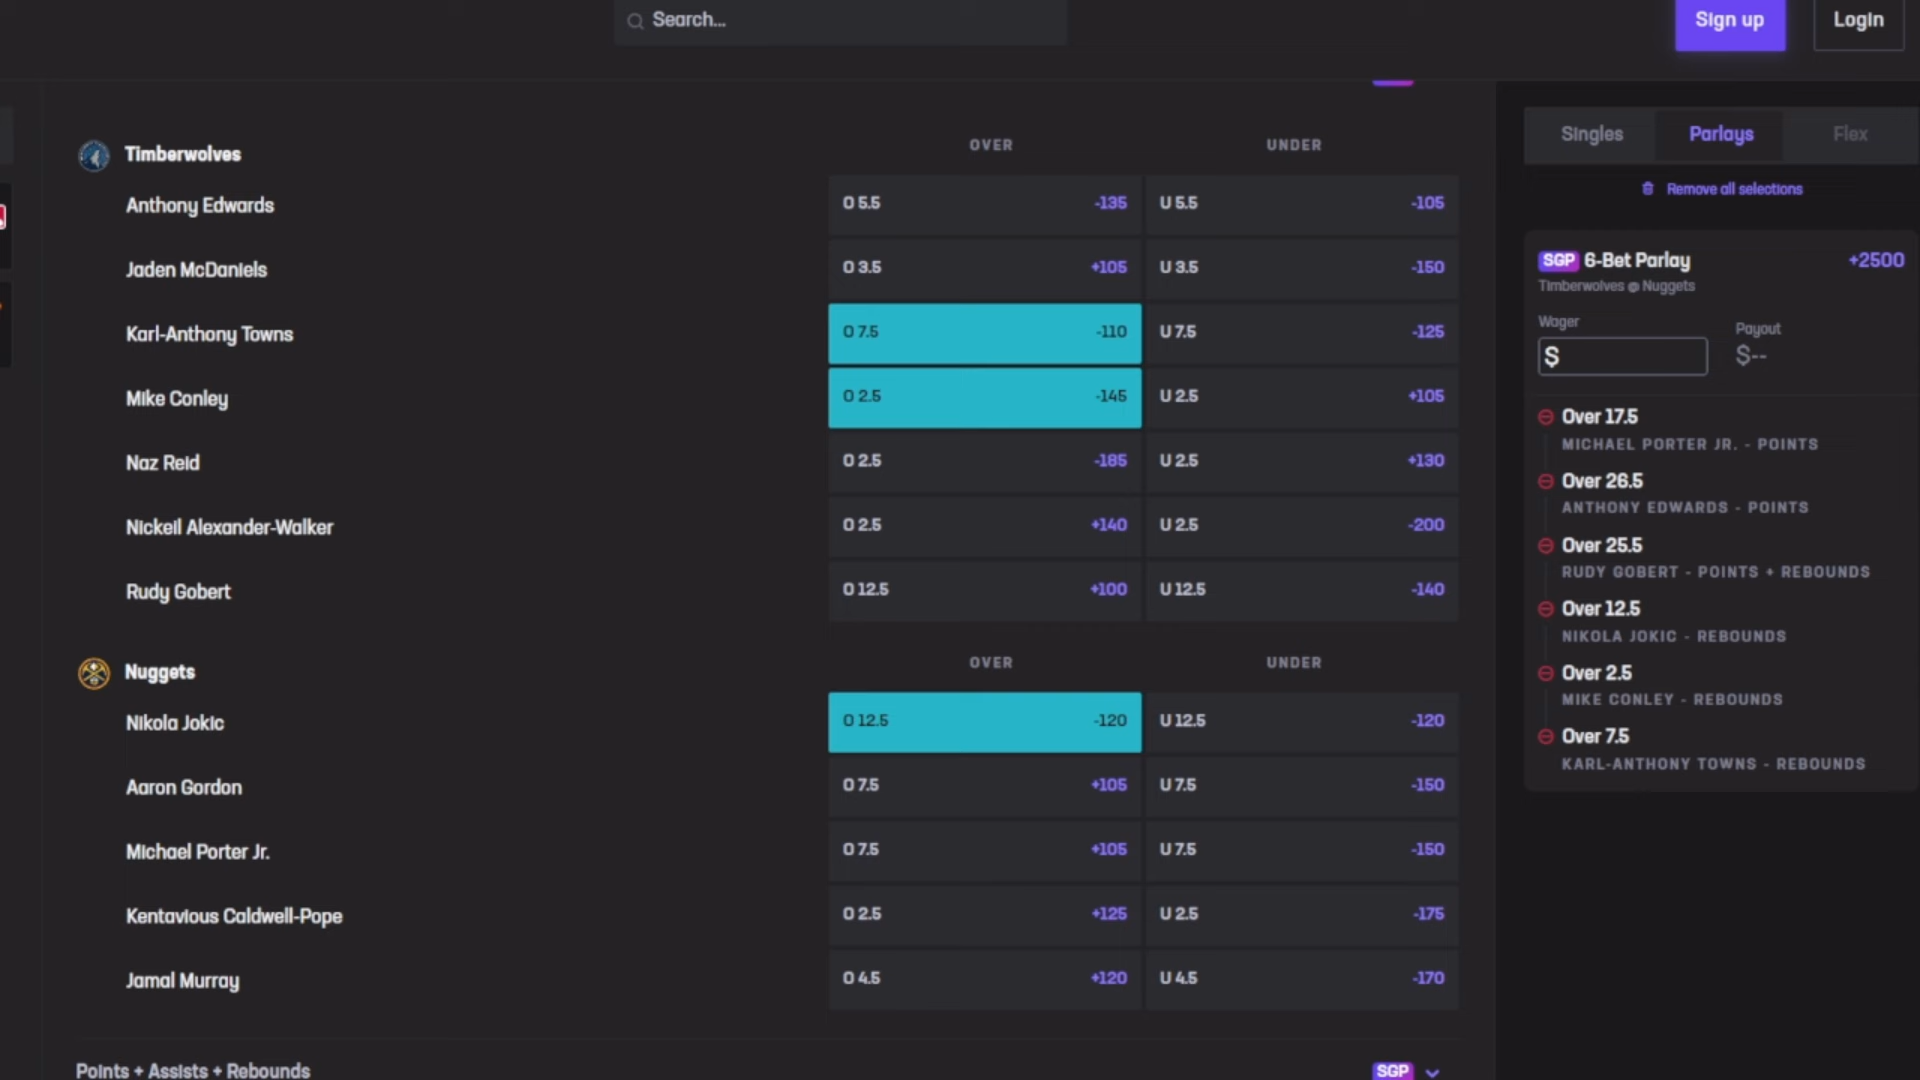 Search...
Sign up
Login
Timberwolves OVER UNDER
Anthony Edwards O 5.5 -135 U 5.5 -105
Jaden McDaniels O 3.5 +105 U 3.5 -150
Karl-Anthony Towns O 7.5 -110 U 7.5 -125
Mike Conley O 2.5 -145 U 2.5 +105
Naz Reid O 2.5 -185 U 2.5 +130
Nickeil Alexander-Walker O 2.5 +140 U 2.5 -200
Rudy Gobert O 12.5 +100 U 12.5 -140
Nuggets OVER UNDER
Nikola Jokic O 12.5 -120 U 12.5 -120
Aaron Gordon O 7.5 +105 U 7.5 -150
Michael Porter Jr. O 7.5 +105 U 7.5 -150
Kentavious Caldwell-Pope O 2.5 +125 U 2.5 -175
Jamal Murray O 4.5 +120 U 4.5 -170
Points + Assists + Rebounds SGP
Singles Parlays Flex
Remove all selections
SGP 6-Bet Parlay +2500
Timberwolves @ Nuggets
Wager Payout
$ $--
Over 17.5
MICHAEL PORTER JR. - POINTS
Over 26.5
ANTHONY EDWARDS - POINTS
Over 25.5
RUDY GOBERT - POINTS + REBOUNDS
Over 12.5
NIKOLA JOKIC - REBOUNDS
Over 2.5
MIKE CONLEY - REBOUNDS
Over 7.5
KARL-ANTHONY TOWNS - REBOUNDS